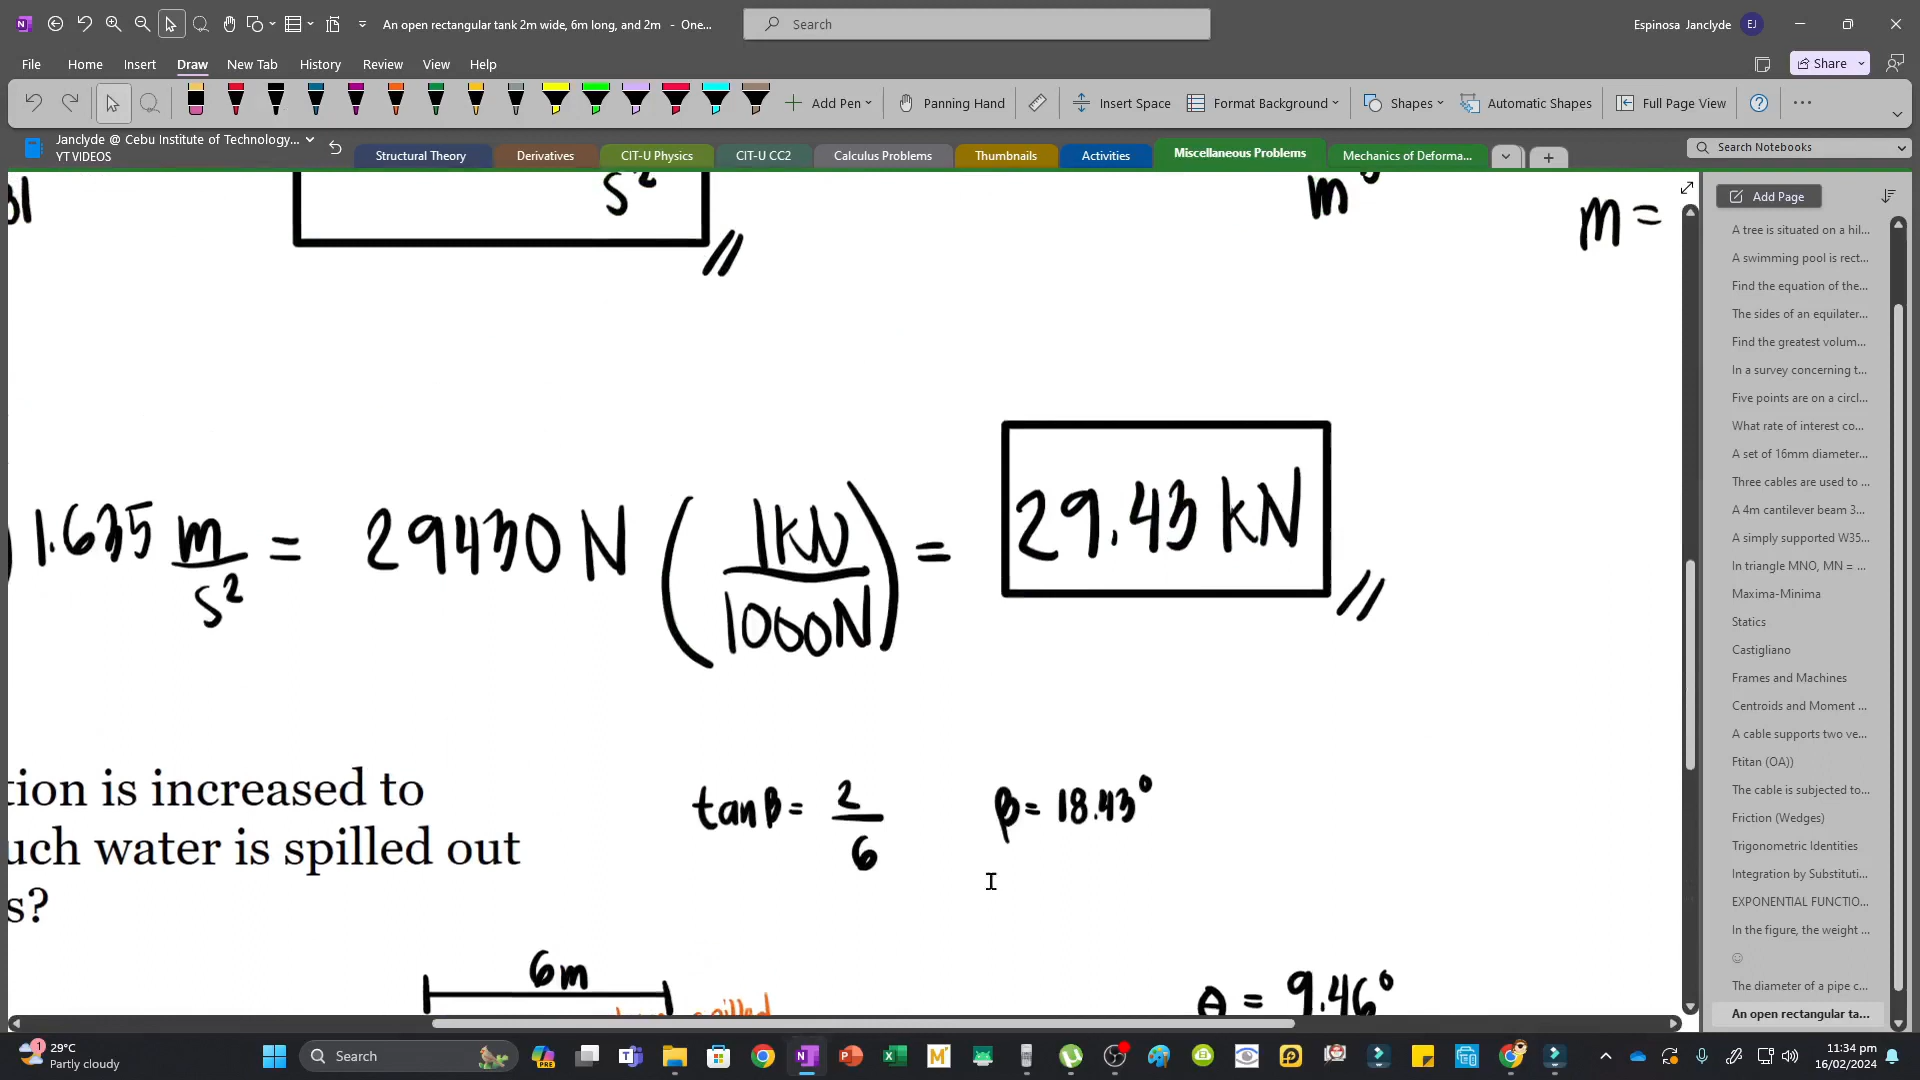 An open rectangular tank 2m wide, 6m long, and 2m - One...
Search
Espinosa Janclyde
EJ
File
Home
Insert
Draw
New Tab
History
Review
View
Help
Share
Add Pen
Panning Hand
Insert Space
Format Background
Shapes
Automatic Shapes
Full Page View
Janclyde @ Cebu Institute of Technology...
YT VIDEOS
Structural Theory
Derivatives
CIT-U Physics
CIT-U CC2
Calculus Problems
Thumbnails
Activities
Miscellaneous Problems
Mechanics of Deforma...
Search Notebooks
Add Page
A tree is situated on a hil...
A swimming pool is rect...
Find the equation of the...
The sides of an equilater...
Find the greatest volum...
In a survey concerning t...
Five points are on a circl...
What rate of interest co...
A set of 16mm diameter...
Three cables are used to ...
A 4m cantilever beam 3...
A simply supported W35...
In triangle MNO, MN = ...
Maxima-Minima
Statics
Castigliano
Frames and Machines
Centroids and Moment ...
A cable supports two ve...
Ftitan (OA))
The cable is subjected to...
Friction (Wedges)
Trigonometric Identities
Integration by Substituti...
EXPONENTIAL FUNCTIO...
In the figure, the weight ...
The diameter of a pipe c...
An open rectangular ta...
s²
m³
m =
1.635 m/s² = 29430 N (1kN/1000N) = 29.43 kN
tion is increased to
uch water is spilled out
s?
tan β = 2/6
β = 18.43°
6m
spilled
θ = 9.46°
1
29°C
Partly cloudy
Search
11:34 pm
16/02/2024